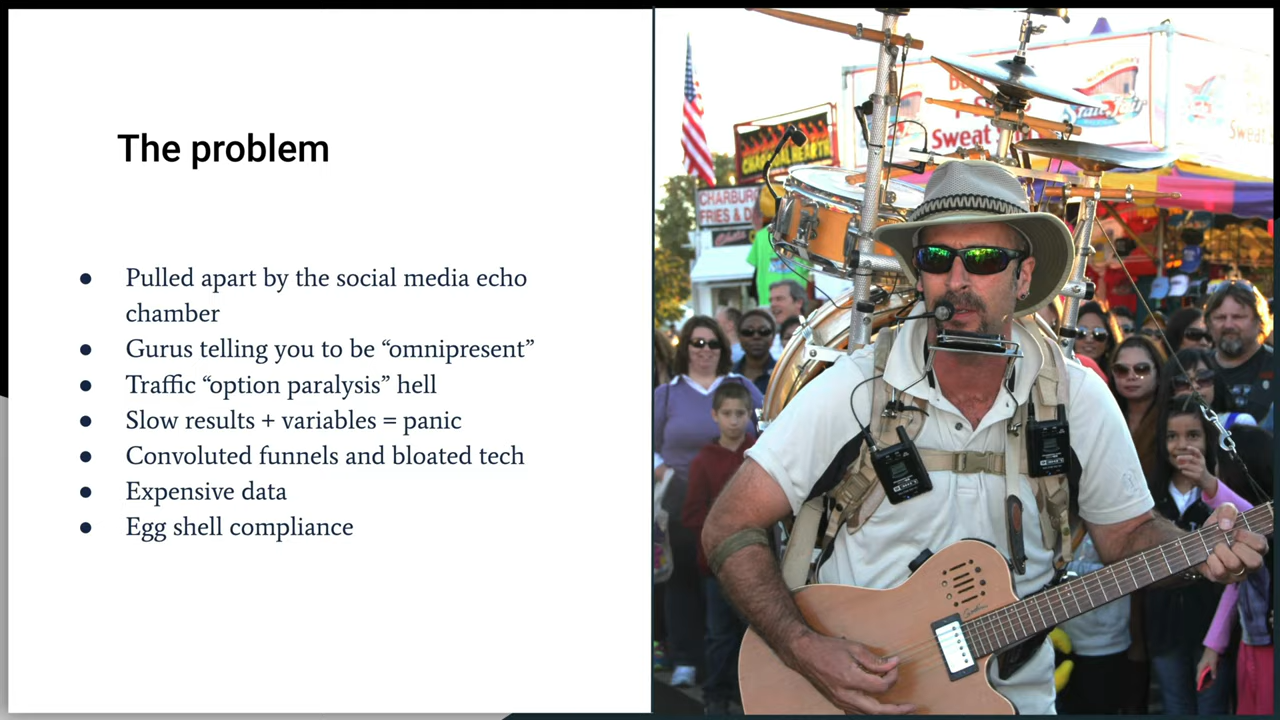 The problem
● Pulled apart by the social media echo
chamber
● Gurus telling you to be “omnipresent”
● Traffic “option paralysis” hell
● Slow results + variables = panic
● Convoluted funnels and bloated tech
● Expensive data
● Egg shell compliance
CHARCOAL HEARTH
FRIES &
Sweat
State Fair